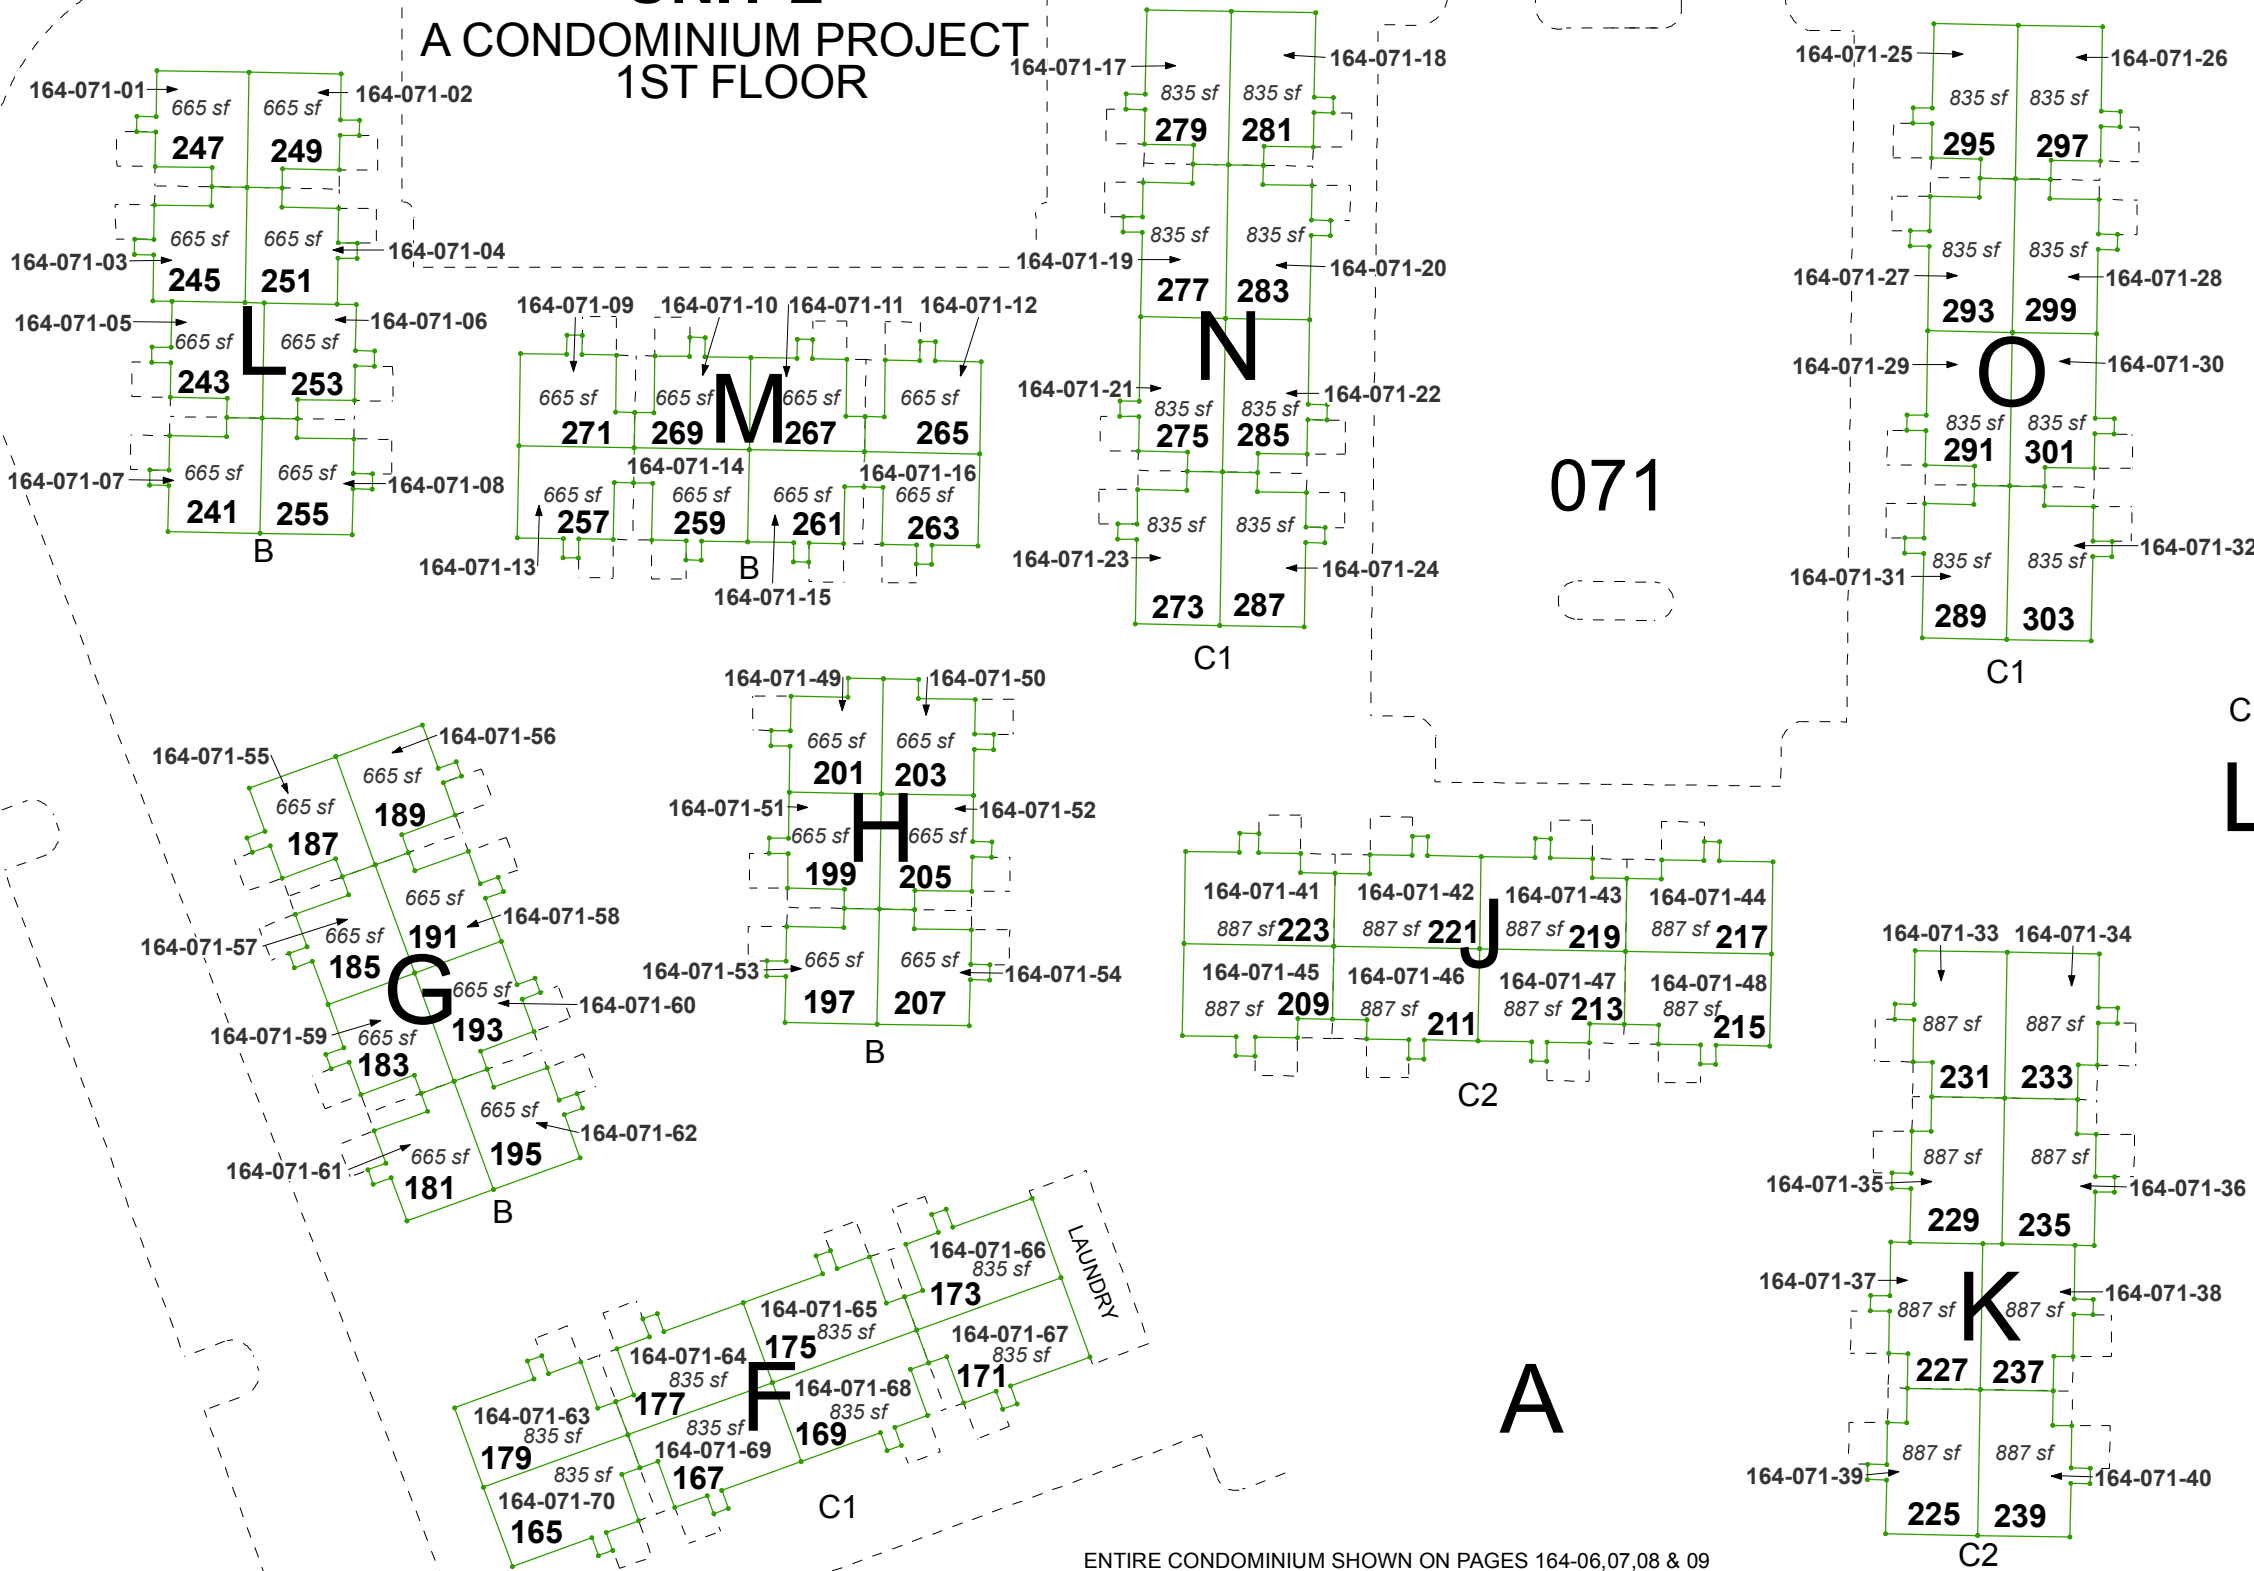 A CONDOMINIUM PROJECT
1ST FLOOR
164-071-01
164-071-02
665 sf
665 sf
247
249
665 sf
665 sf
164-071-03
164-071-04
245
251
164-071-05
164-071-06
L
665 sf
665 sf
243
253
164-071-07
665 sf
665 sf
164-071-08
241
255
B
164-071-09
164-071-10
164-071-11
164-071-12
665 sf
665 sf
M
665 sf
665 sf
271
269
267
265
164-071-14
164-071-16
665 sf
665 sf
665 sf
665 sf
257
259
261
263
164-071-13
B
164-071-15
164-071-17
164-071-18
835 sf
835 sf
279
281
835 sf
835 sf
164-071-19
164-071-20
277
283
N
164-071-21
164-071-22
835 sf
835 sf
275
285
835 sf
835 sf
164-071-23
164-071-24
273
287
C1
071
164-071-25
164-071-26
835 sf
835 sf
295
297
835 sf
835 sf
164-071-27
164-071-28
293
299
164-071-29
O
164-071-30
835 sf
835 sf
291
301
164-071-32
835 sf
835 sf
164-071-31
289
303
C1
C
L
164-071-49
164-071-50
665 sf
665 sf
201
203
164-071-51
164-071-52
H
665 sf
665 sf
199
205
164-071-53
665 sf
665 sf
164-071-54
197
207
B
164-071-55
164-071-56
665 sf
665 sf
187
189
665 sf
164-071-58
164-071-57
665 sf
191
185
G
665 sf
164-071-60
164-071-59
665 sf
193
183
665 sf
164-071-62
164-071-61
665 sf
195
181
B
164-071-41
164-071-42
164-071-43
164-071-44
887 sf
223
887 sf
221
J
887 sf
219
887 sf
217
164-071-45
164-071-46
164-071-47
164-071-48
887 sf
209
887 sf
211
887 sf
213
887 sf
215
C2
164-071-33
164-071-34
887 sf
887 sf
231
233
887 sf
887 sf
164-071-35
164-071-36
229
235
164-071-37
164-071-38
887 sf
K
887 sf
227
237
887 sf
887 sf
164-071-39
164-071-40
225
239
C2
164-071-66
835 sf
173
LAUNDRY
164-071-65
835 sf
175
164-071-67
835 sf
171
164-071-64
835 sf
177
F
164-071-68
835 sf
169
164-071-63
835 sf
179
835 sf
164-071-69
167
835 sf
164-071-70
165
C1
A
ENTIRE CONDOMINIUM SHOWN ON PAGES 164-06,07,08 & 09